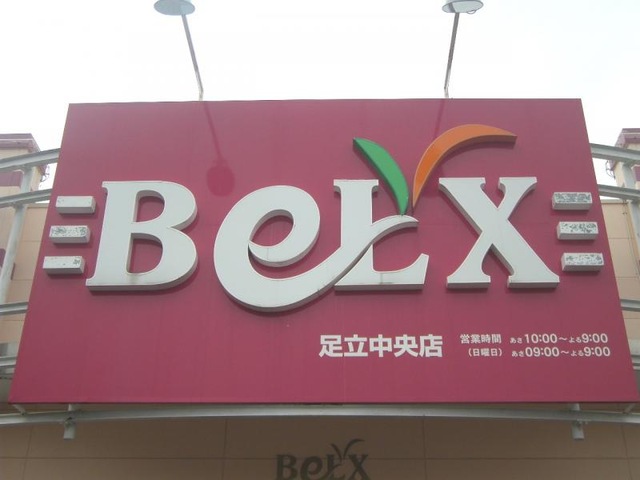 BeLX
足立中央店
営業時間 あさ10:00～よる9:00
（日曜日） あさ09:00～よる9:00
BeLX